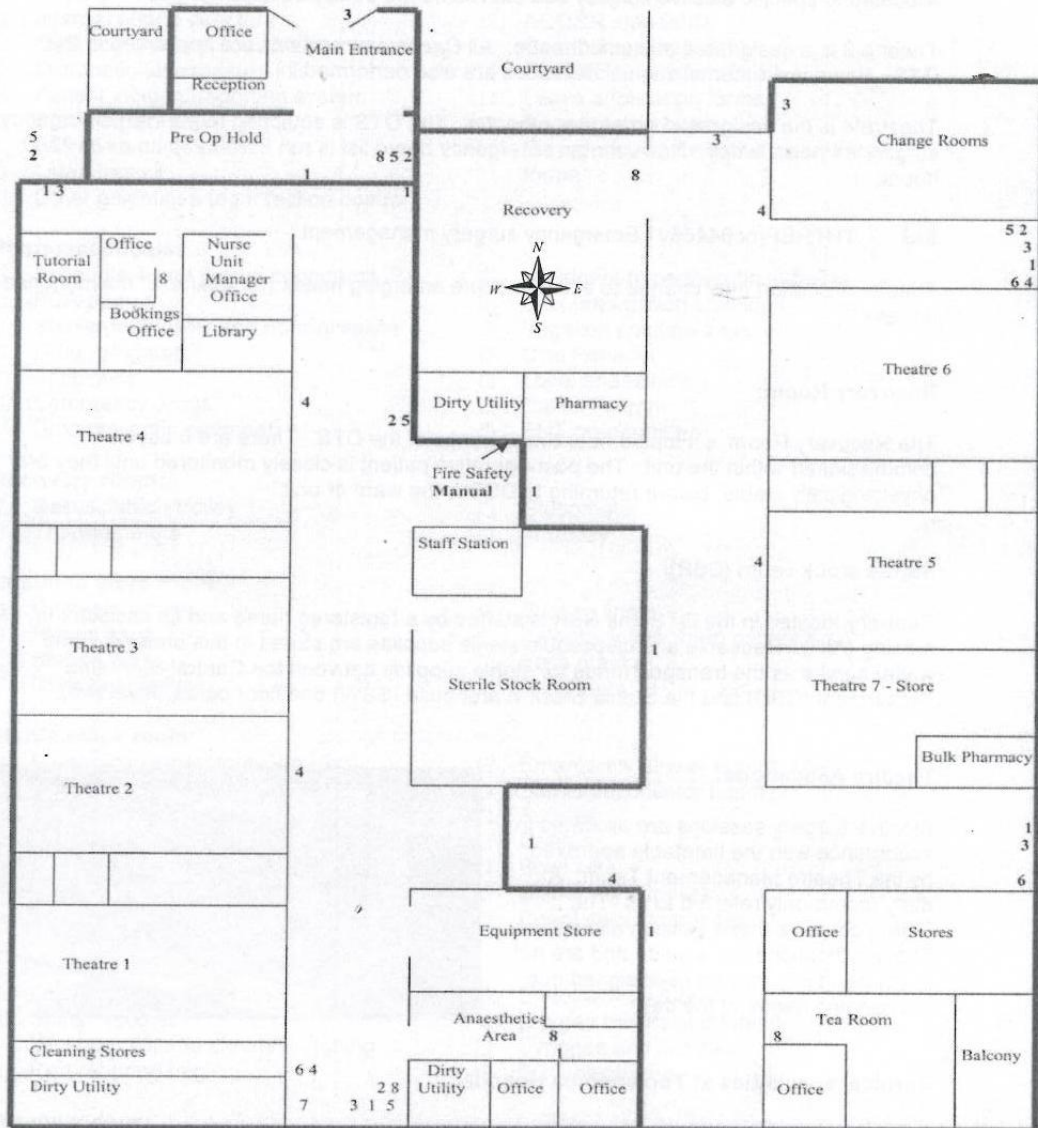 3
Courtyard
Office
Main Entrance
Courtyard
1
Reception
3
5
2
Pre Op Hold
8 5 2
Change Rooms
1 3
1
1
8
Recovery
4
5 2
3
1
6 4
Office
Nurse
Unit
Manager
Office
Tutorial
Room
8
N
W
E
S
Bookings
Office
Library
Theatre 6
4
Dirty Utility
Pharmacy
2 5
Theatre 4
Fire Safety
Manual
Staff Station
4
Theatre 5
Theatre 3
1
Sterile Stock Room
Theatre 7 - Store
Bulk Pharmacy
4
Theatre 2
1
1
3
4
6
Equipment Store
1
Office
Stores
Theatre 1
Anaesthetics
Area
8
Tea Room
8
Balcony
Cleaning Stores
6 4
Dirty
Utility
Dirty Utility
2 8
Office
Office
Office
7
3 1 5